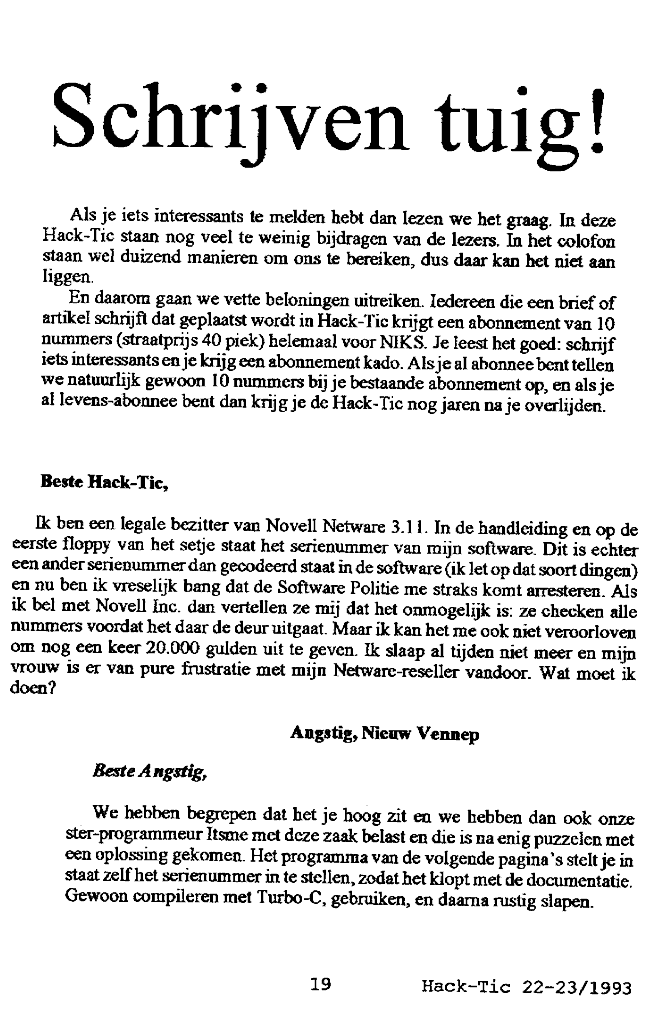 Schrijven tuig!
Als je iets interessants te melden hebt dan lezen we het graag. In deze
Hack-Tic staan nog veel te weinig bijdragen van de lezers. In het colofon
staan wel duizend manieren om ons te bereiken, dus daar kan het niet aan
liggen.
En daarom gaan we vette beloningen uitreiken. Iedereen die een brief of
artikel schrijft dat geplaatst wordt in Hack-Tic krijgt een abonnement van 10
nummers (straatprijs 40 piek) helemaal voor NIKS. Je leest het goed: schrijf
iets interessants en je krijg een abonnement kado. Als je al abonnee bent tellen
we natuurlijk gewoon 10 nummers bij je bestaande abonnement op, en als je
al levens-abonnee bent dan krijg je de Hack-Tic nog jaren na je overlijden.
Beste Hack-Tic,
Ik ben een legale bezitter van Novell Netware 3.11. In de handleiding en op de
eerste floppy van het setje staat het serienummer van mijn software. Dit is echter
een ander serienummer dan gecodeerd staat in de software (ik let op dat soort dingen)
en nu ben ik vreselijk bang dat de Software Politie me straks komt arresteren. Als
ik bel met Novell Inc. dan vertellen ze mij dat het onmogelijk is: ze checken alle
nummers voordat het daar de deur uitgaat. Maar ik kan het me ook niet veroorloven
om nog een keer 20.000 gulden uit te geven. Ik slaap al tijden niet meer en mijn
vrouw is er van pure frustratie met mijn Netware-reseller vandoor. Wat moet ik
doen?
Angstig, Nieuw Vennep
Beste Angstig,
We hebben begrepen dat het je hoog zit en we hebben dan ook onze
ster-programmeur Itsme met deze zaak belast en die is na enig puzzelen met
een oplossing gekomen. Het programma van de volgende pagina's stelt je in
staat zelf het serienummer in te stellen, zodat het klopt met de documentatie.
Gewoon compileren met Turbo-C, gebruiken, en daarna rustig slapen.
19 Hack-Tic 22-23/1993